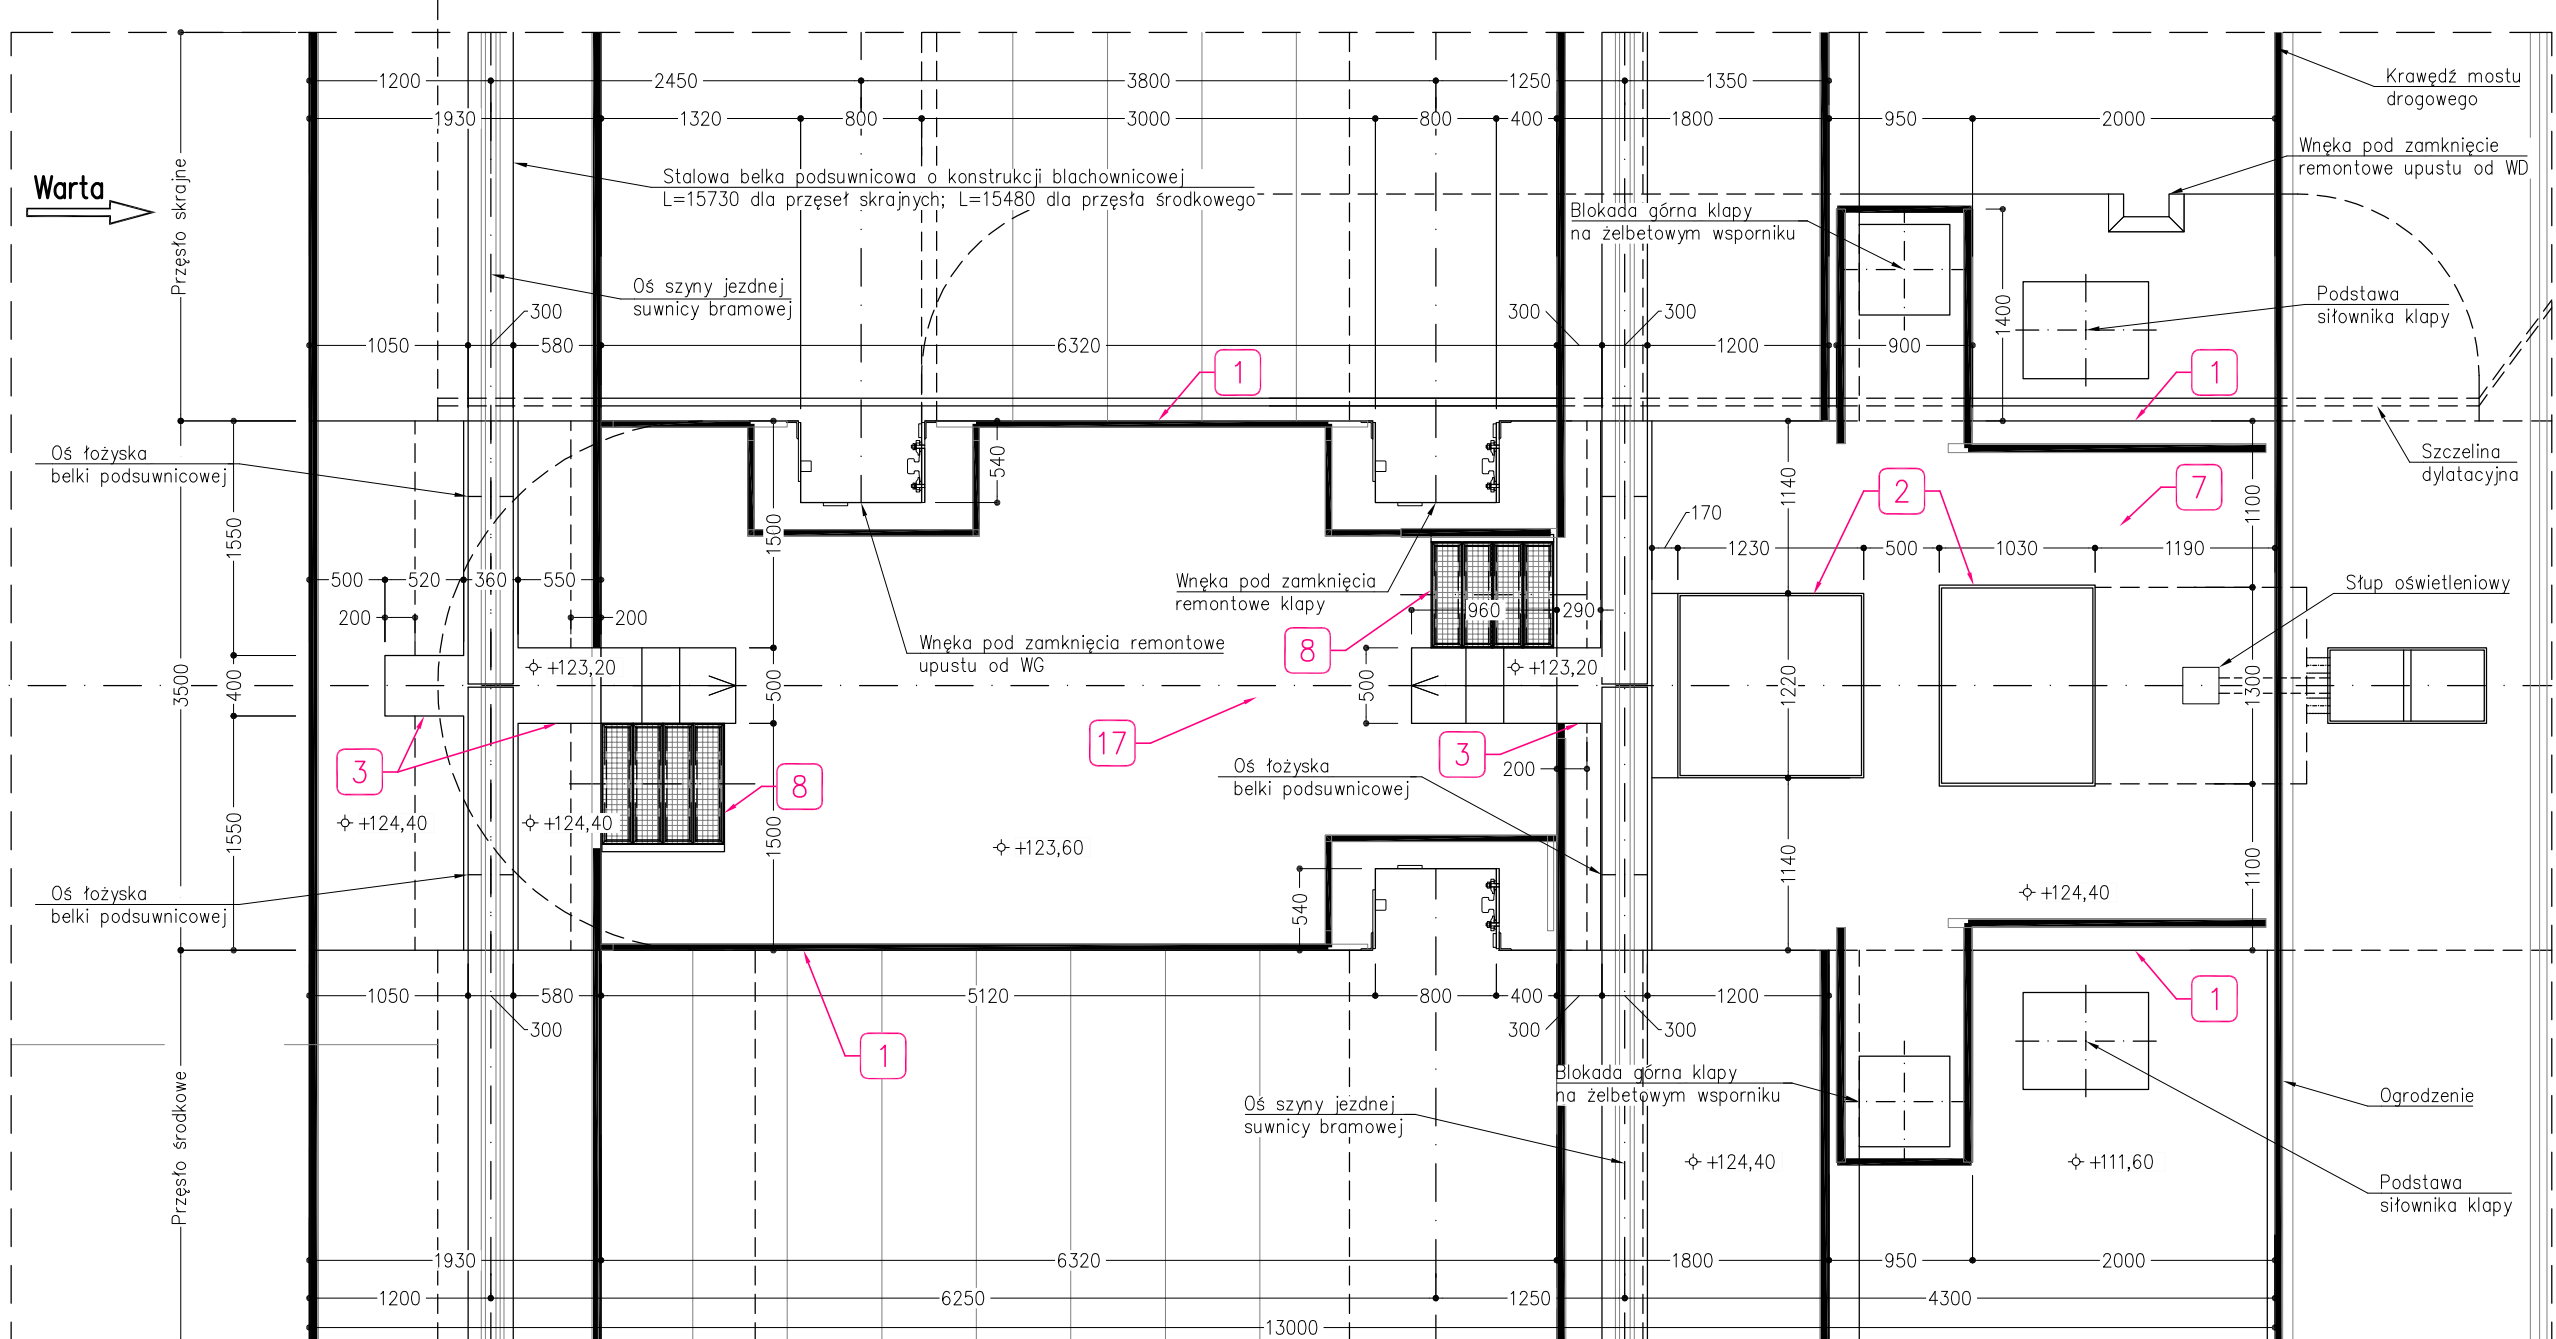 1200
2450
3800
1250
1350
Krawędź mostu
drogowego
1930
1320
800
3000
800
400
1800
950
2000
Wnęka pod zamknięcie
remontowe upustu od WD
Warta
Przęsło skrajne
Stalowa belka podsuwnicowa o konstrukcji blachownicowej
L=15730 dla przęseł skrajnych; L=15480 dla przęsła środkowego
Blokada górna klapy
na żelbetowym wsporniku
Oś szyny jezdnej
suwnicy bramowej
Podstawa
siłownika klapy
300
300
300
1400
1050
580
6320
1200
900
1
1
Oś łożyska
belki podsuwnicowej
540
Szczelina
dylatacyjna
1140
2
7
1100
1550
1500
170
1230
500
1030
1190
500
520
360
550
Wnęka pod zamknięcia
remontowe klapy
Słup oświetleniowy
200
200
960
290
8
Wnęka pod zamknięcia remontowe
upustu od WG
+123,20
+123,20
3500
400
500
500
1220
1300
17
3
3
Oś łożyska
belki podsuwnicowej
200
8
+124,40
+124,40
1550
1500
+123,60
1140
1100
Oś łożyska
belki podsuwnicowej
540
+124,40
1050
580
5120
800
400
1200
1
300
300
300
1
Przęsło środkowe
Blokada górna klapy
na żelbetowym wsporniku
Oś szyny jezdnej
suwnicy bramowej
Ogrodzenie
+124,40
+111,60
Podstawa
siłownika klapy
1930
6320
1800
950
2000
1200
6250
1250
4300
13000